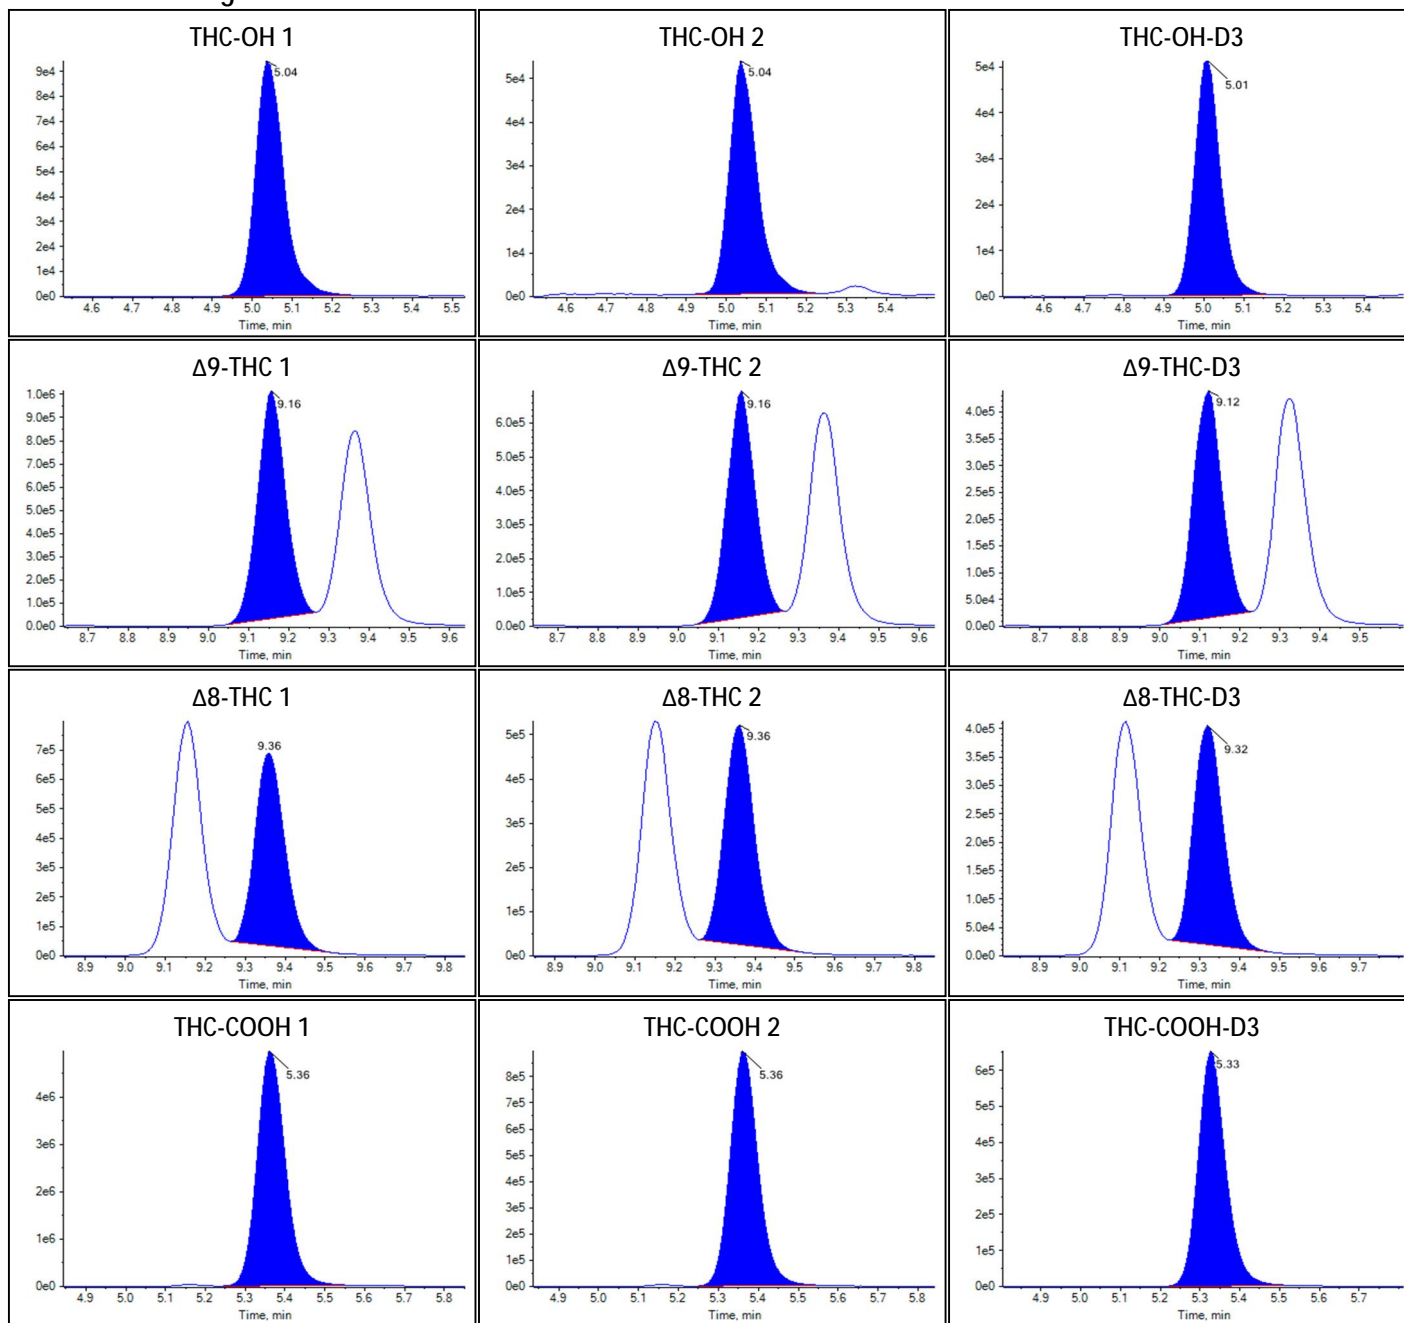 THC-OH 1
9e4
5.04
8e4
7e4
6e4
5e4
4e4
3e4
2e4
1e4
0e0
4.6 4.7 4.8 4.9 5.0 5.1 5.2 5.3 5.4 5.5
Time, min
THC-OH 2
5e4
5.04
4e4
3e4
2e4
1e4
0e0
4.6 4.7 4.8 4.9 5.0 5.1 5.2 5.3 5.4
Time, min
THC-OH-D3
5e4
5.01
4e4
3e4
2e4
1e4
0e0
4.6 4.7 4.8 4.9 5.0 5.1 5.2 5.3 5.4
Time, min
Δ9-THC 1
1.0e6
9.16
9.0e5
8.0e5
7.0e5
6.0e5
5.0e5
4.0e5
3.0e5
2.0e5
1.0e5
0.0e0
8.7 8.8 8.9 9.0 9.1 9.2 9.3 9.4 9.5 9.6
Time, min
Δ9-THC 2
9.16
6.0e5
5.0e5
4.0e5
3.0e5
2.0e5
1.0e5
0.0e0
8.7 8.8 8.9 9.0 9.1 9.2 9.3 9.4 9.5 9.6
Time, min
Δ9-THC-D3
9.12
4.0e5
3.5e5
3.0e5
2.5e5
2.0e5
1.5e5
1.0e5
5.0e4
0.0e0
8.7 8.8 8.9 9.0 9.1 9.2 9.3 9.4 9.5
Time, min
Δ8-THC 1
9.36
7e5
6e5
5e5
4e5
3e5
2e5
1e5
0e0
8.9 9.0 9.1 9.2 9.3 9.4 9.5 9.6 9.7 9.8
Time, min
Δ8-THC 2
5e5
9.36
4e5
3e5
2e5
1e5
0e0
8.9 9.0 9.1 9.2 9.3 9.4 9.5 9.6 9.7 9.8
Time, min
Δ8-THC-D3
4.0e5
9.32
3.5e5
3.0e5
2.5e5
2.0e5
1.5e5
1.0e5
5.0e4
0.0e0
8.9 9.0 9.1 9.2 9.3 9.4 9.5 9.6 9.7
Time, min
THC-COOH 1
5.36
4e6
3e6
2e6
1e6
0e0
4.9 5.0 5.1 5.2 5.3 5.4 5.5 5.6 5.7 5.8
Time, min
THC-COOH 2
5.36
8e5
7e5
6e5
5e5
4e5
3e5
2e5
1e5
0e0
4.9 5.0 5.1 5.2 5.3 5.4 5.5 5.6 5.7 5.8
Time, min
THC-COOH-D3
5.33
6e5
5e5
4e5
3e5
2e5
1e5
0e0
4.9 5.0 5.1 5.2 5.3 5.4 5.5 5.6 5.7
Time, min